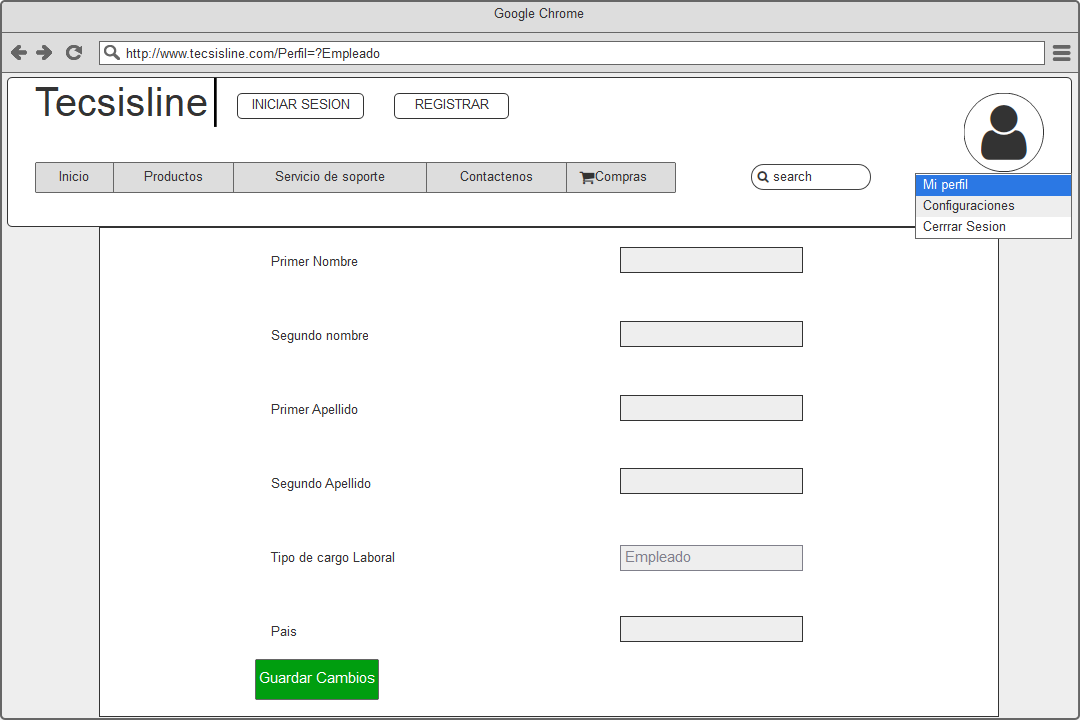 Google Chrome
http://www.tecsisline.com/Perfil=?Empleado
Tecsisline
INICIAR SESION
REGISTRAR
Inicio
Productos
Servicio de soporte
Contactenos
Compras
search
Mi perfil
Configuraciones
Cerrrar Sesion
Primer Nombre
Segundo nombre
Primer Apellido
Segundo Apellido
Tipo de cargo Laboral
Empleado
Pais
Guardar Cambios